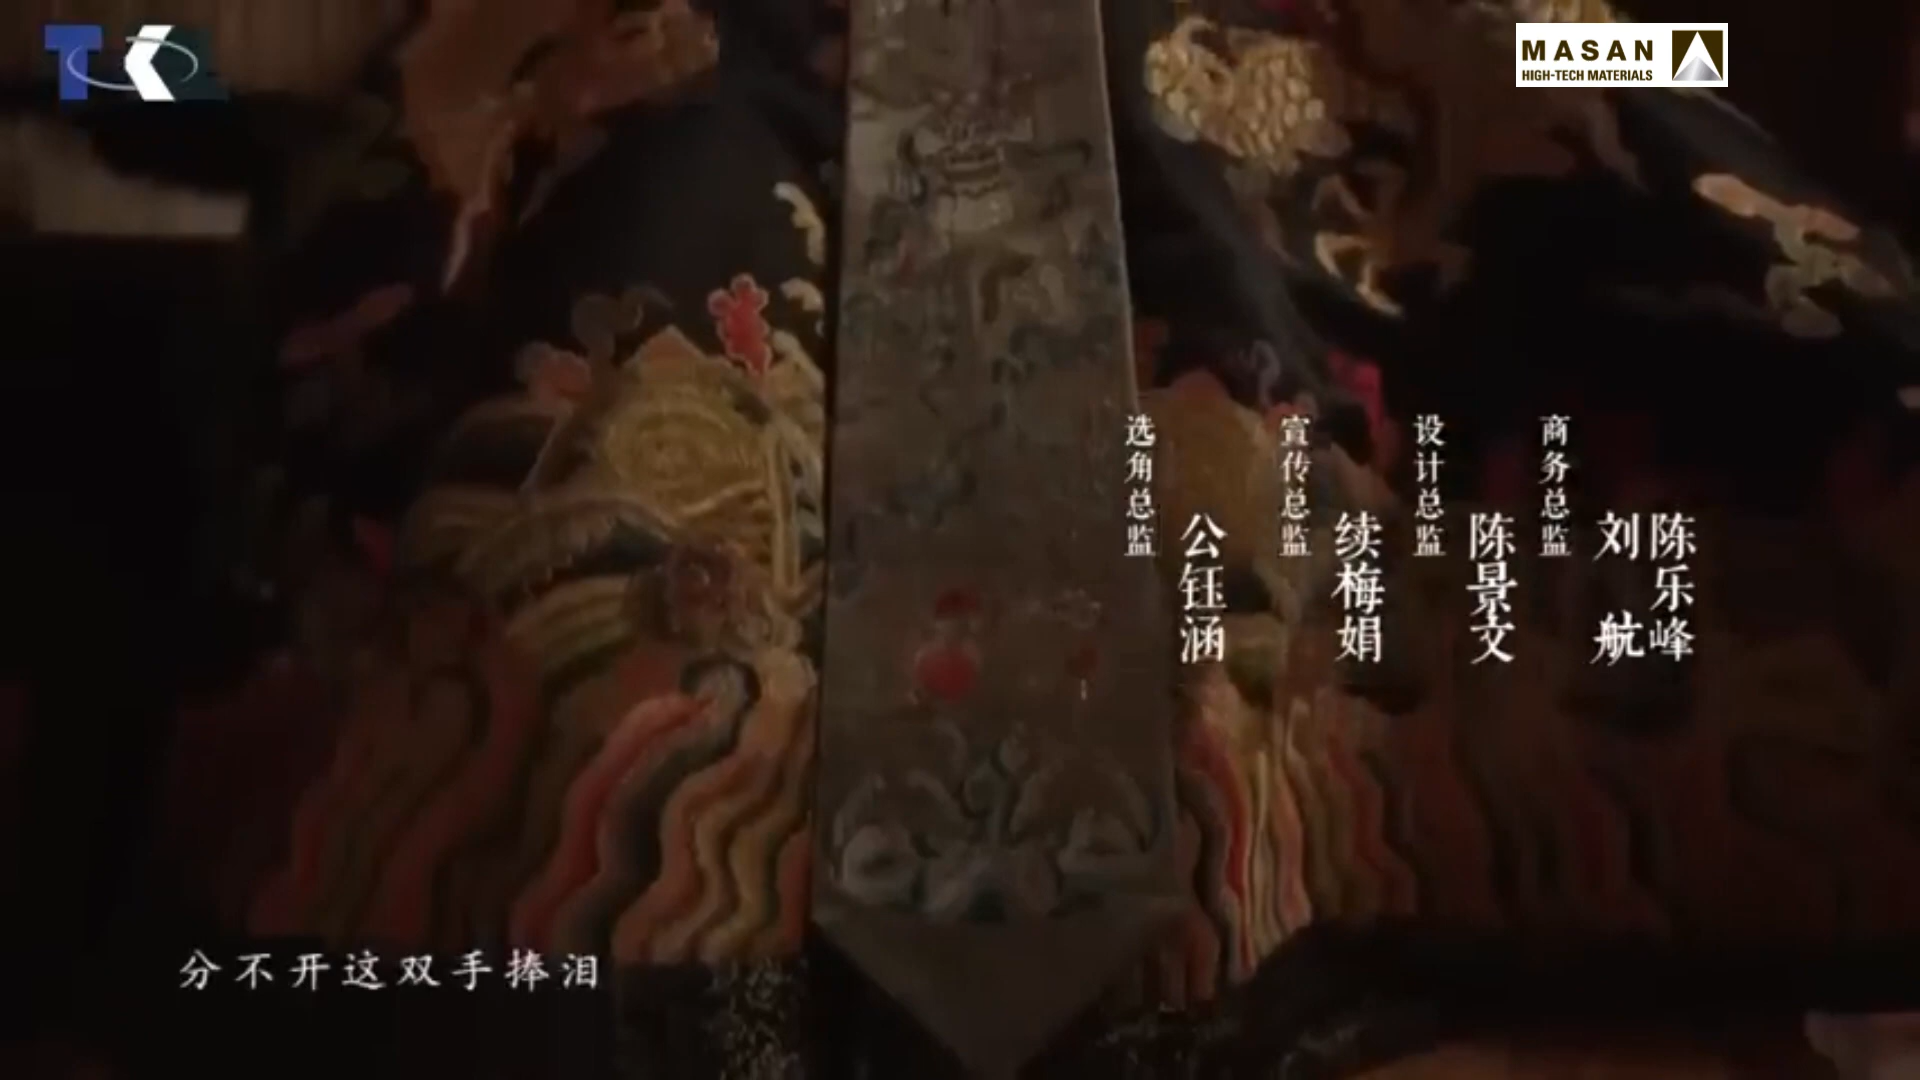 TKL
MASAN
HIGH-TECH MATERIALS
选角总监
公钰涵
宣传总监
续梅娟
设计总监
陈景文
商务总监
刘航
陈乐峰
分不开这双手捧泪